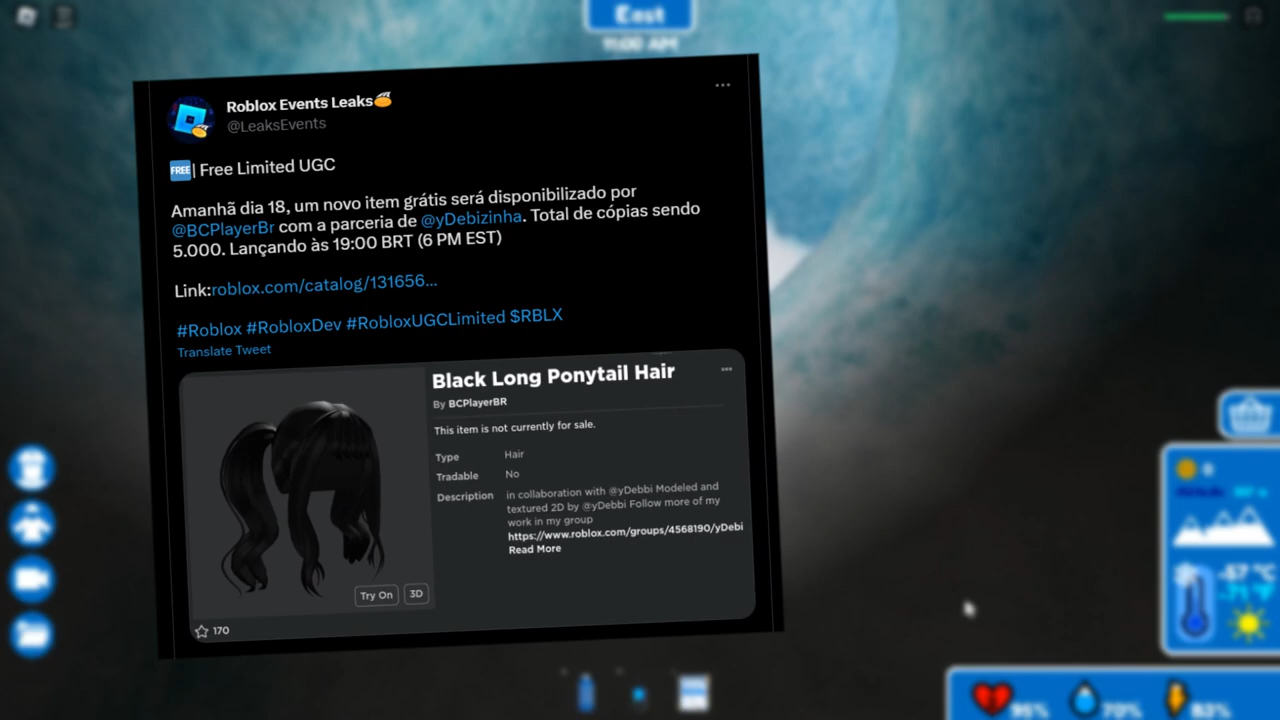 East
11:00 AM
Roblox Events Leaks
@LeaksEvents
FREE| Free Limited UGC
Amanhã dia 18, um novo item grátis será disponibilizado por
@BCPlayerBr com a parceria de @yDebizinha. Total de cópias sendo
5.000. Lançando às 19:00 BRT (6 PM EST)
Link:roblox.com/catalog/131656...
#Roblox #RobloxDev #RobloxUGCLimited $RBLX
Translate Tweet
Black Long Ponytail Hair
By BCPlayerBR
This item is not currently for sale.
Type Hair
Tradable No
Description in collaboration with @yDebbi Modeled and
textured 2D by @yDebbi Follow more of my
work in my group
https://www.roblox.com/groups/4568190/yDebi
Read More
Try On 3D
170
95% 70% 83%